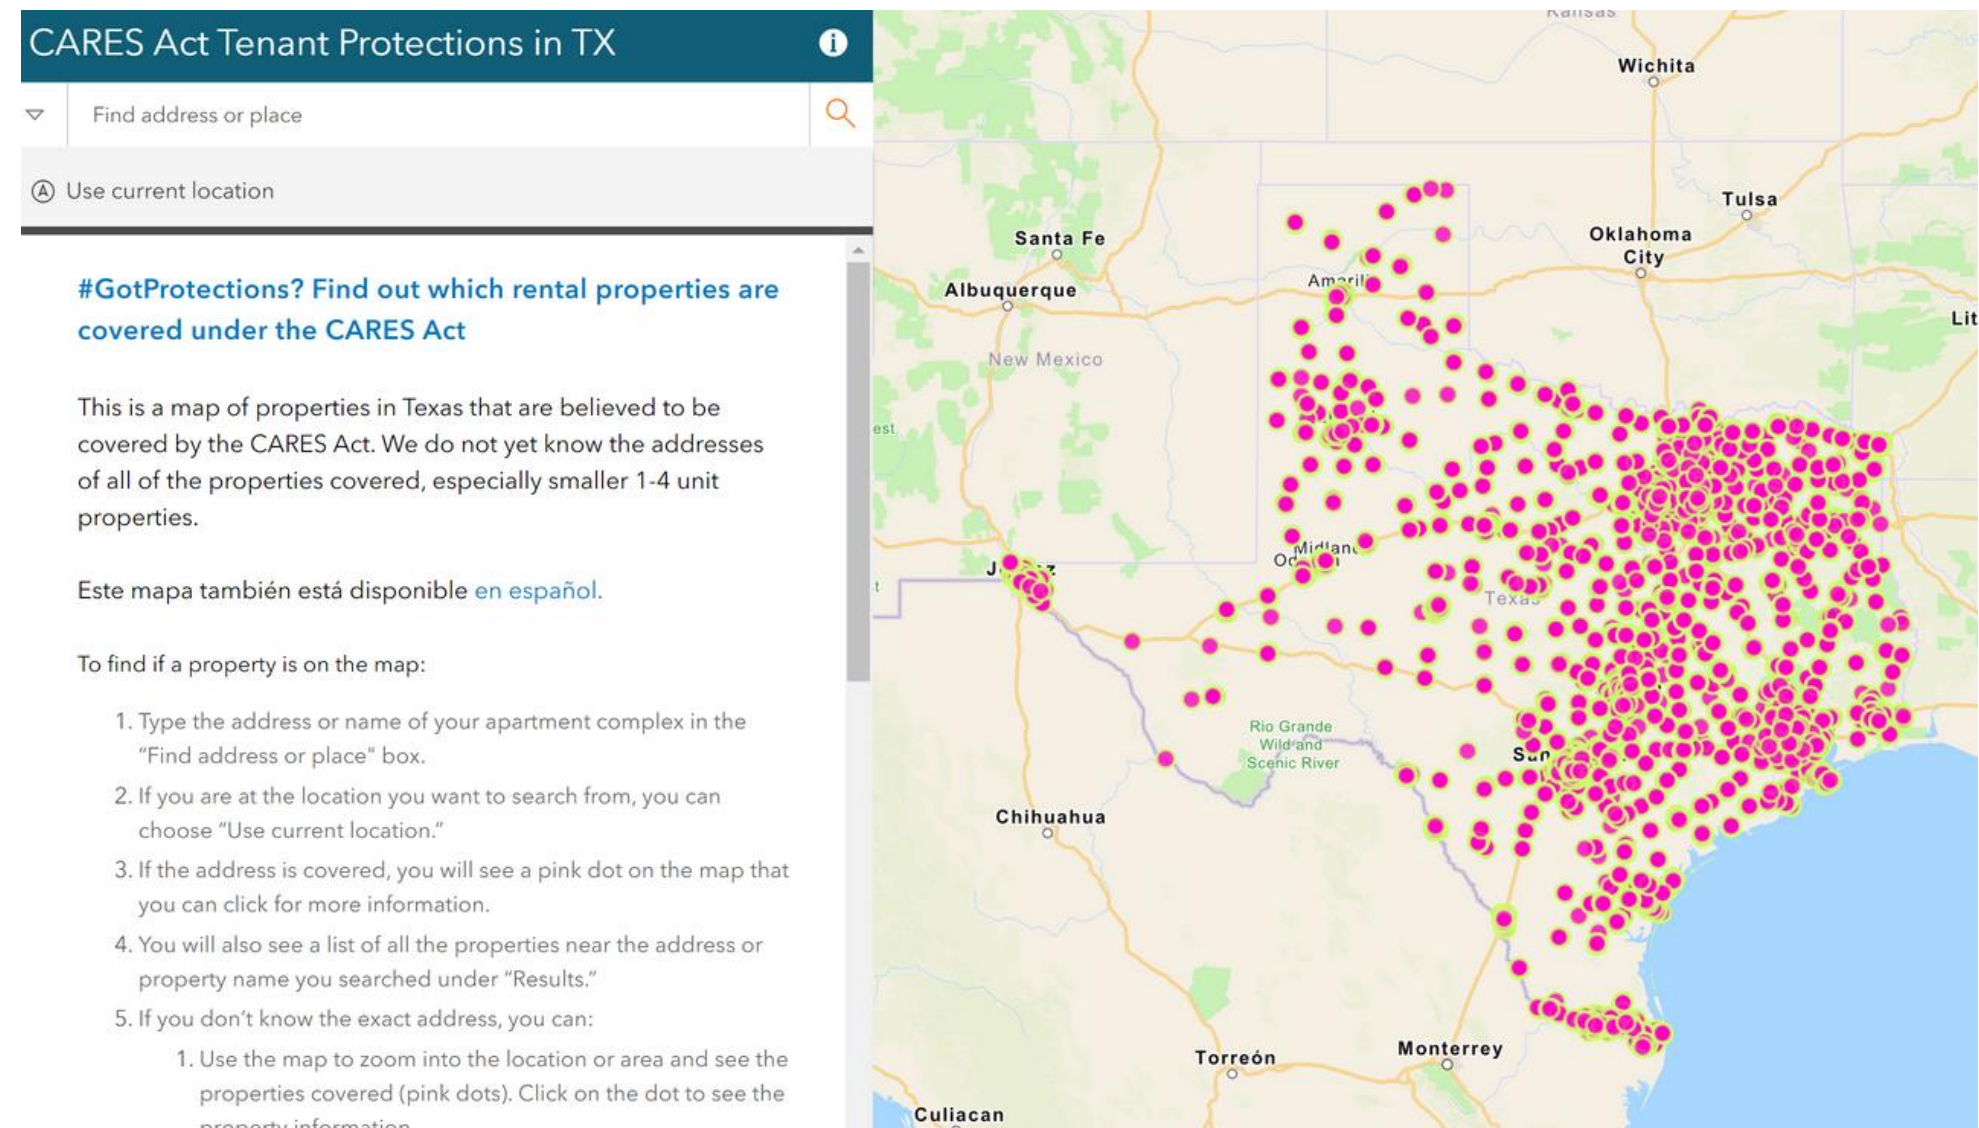 CARES Act Tenant Protections in TX
Find address or place
Use current location
#GotProtections? Find out which rental properties are
covered under the CARES Act
This is a map of properties in Texas that are believed to be
covered by the CARES Act. We do not yet know the addresses
of all of the properties covered, especially smaller 1-4 unit
properties.
Este mapa también está disponible en español.
To find if a property is on the map:
1. Type the address or name of your apartment complex in the
"Find address or place" box.
2. If you are at the location you want to search from, you can
choose “Use current location.”
3. If the address is covered, you will see a pink dot on the map that
you can click for more information.
4. You will also see a list of all the properties near the address or
property name you searched under “Results.”
5. If you don’t know the exact address, you can:
1. Use the map to zoom into the location or area and see the
properties covered (pink dots). Click on the dot to see the
property information
Kansas
Wichita
Tulsa
Oklahoma
City
Santa Fe
Albuquerque
New Mexico
Lit
est
t
Texas
Rio Grande
Wild and
Scenic River
Chihuahua
Torreón
Monterrey
Culiacan